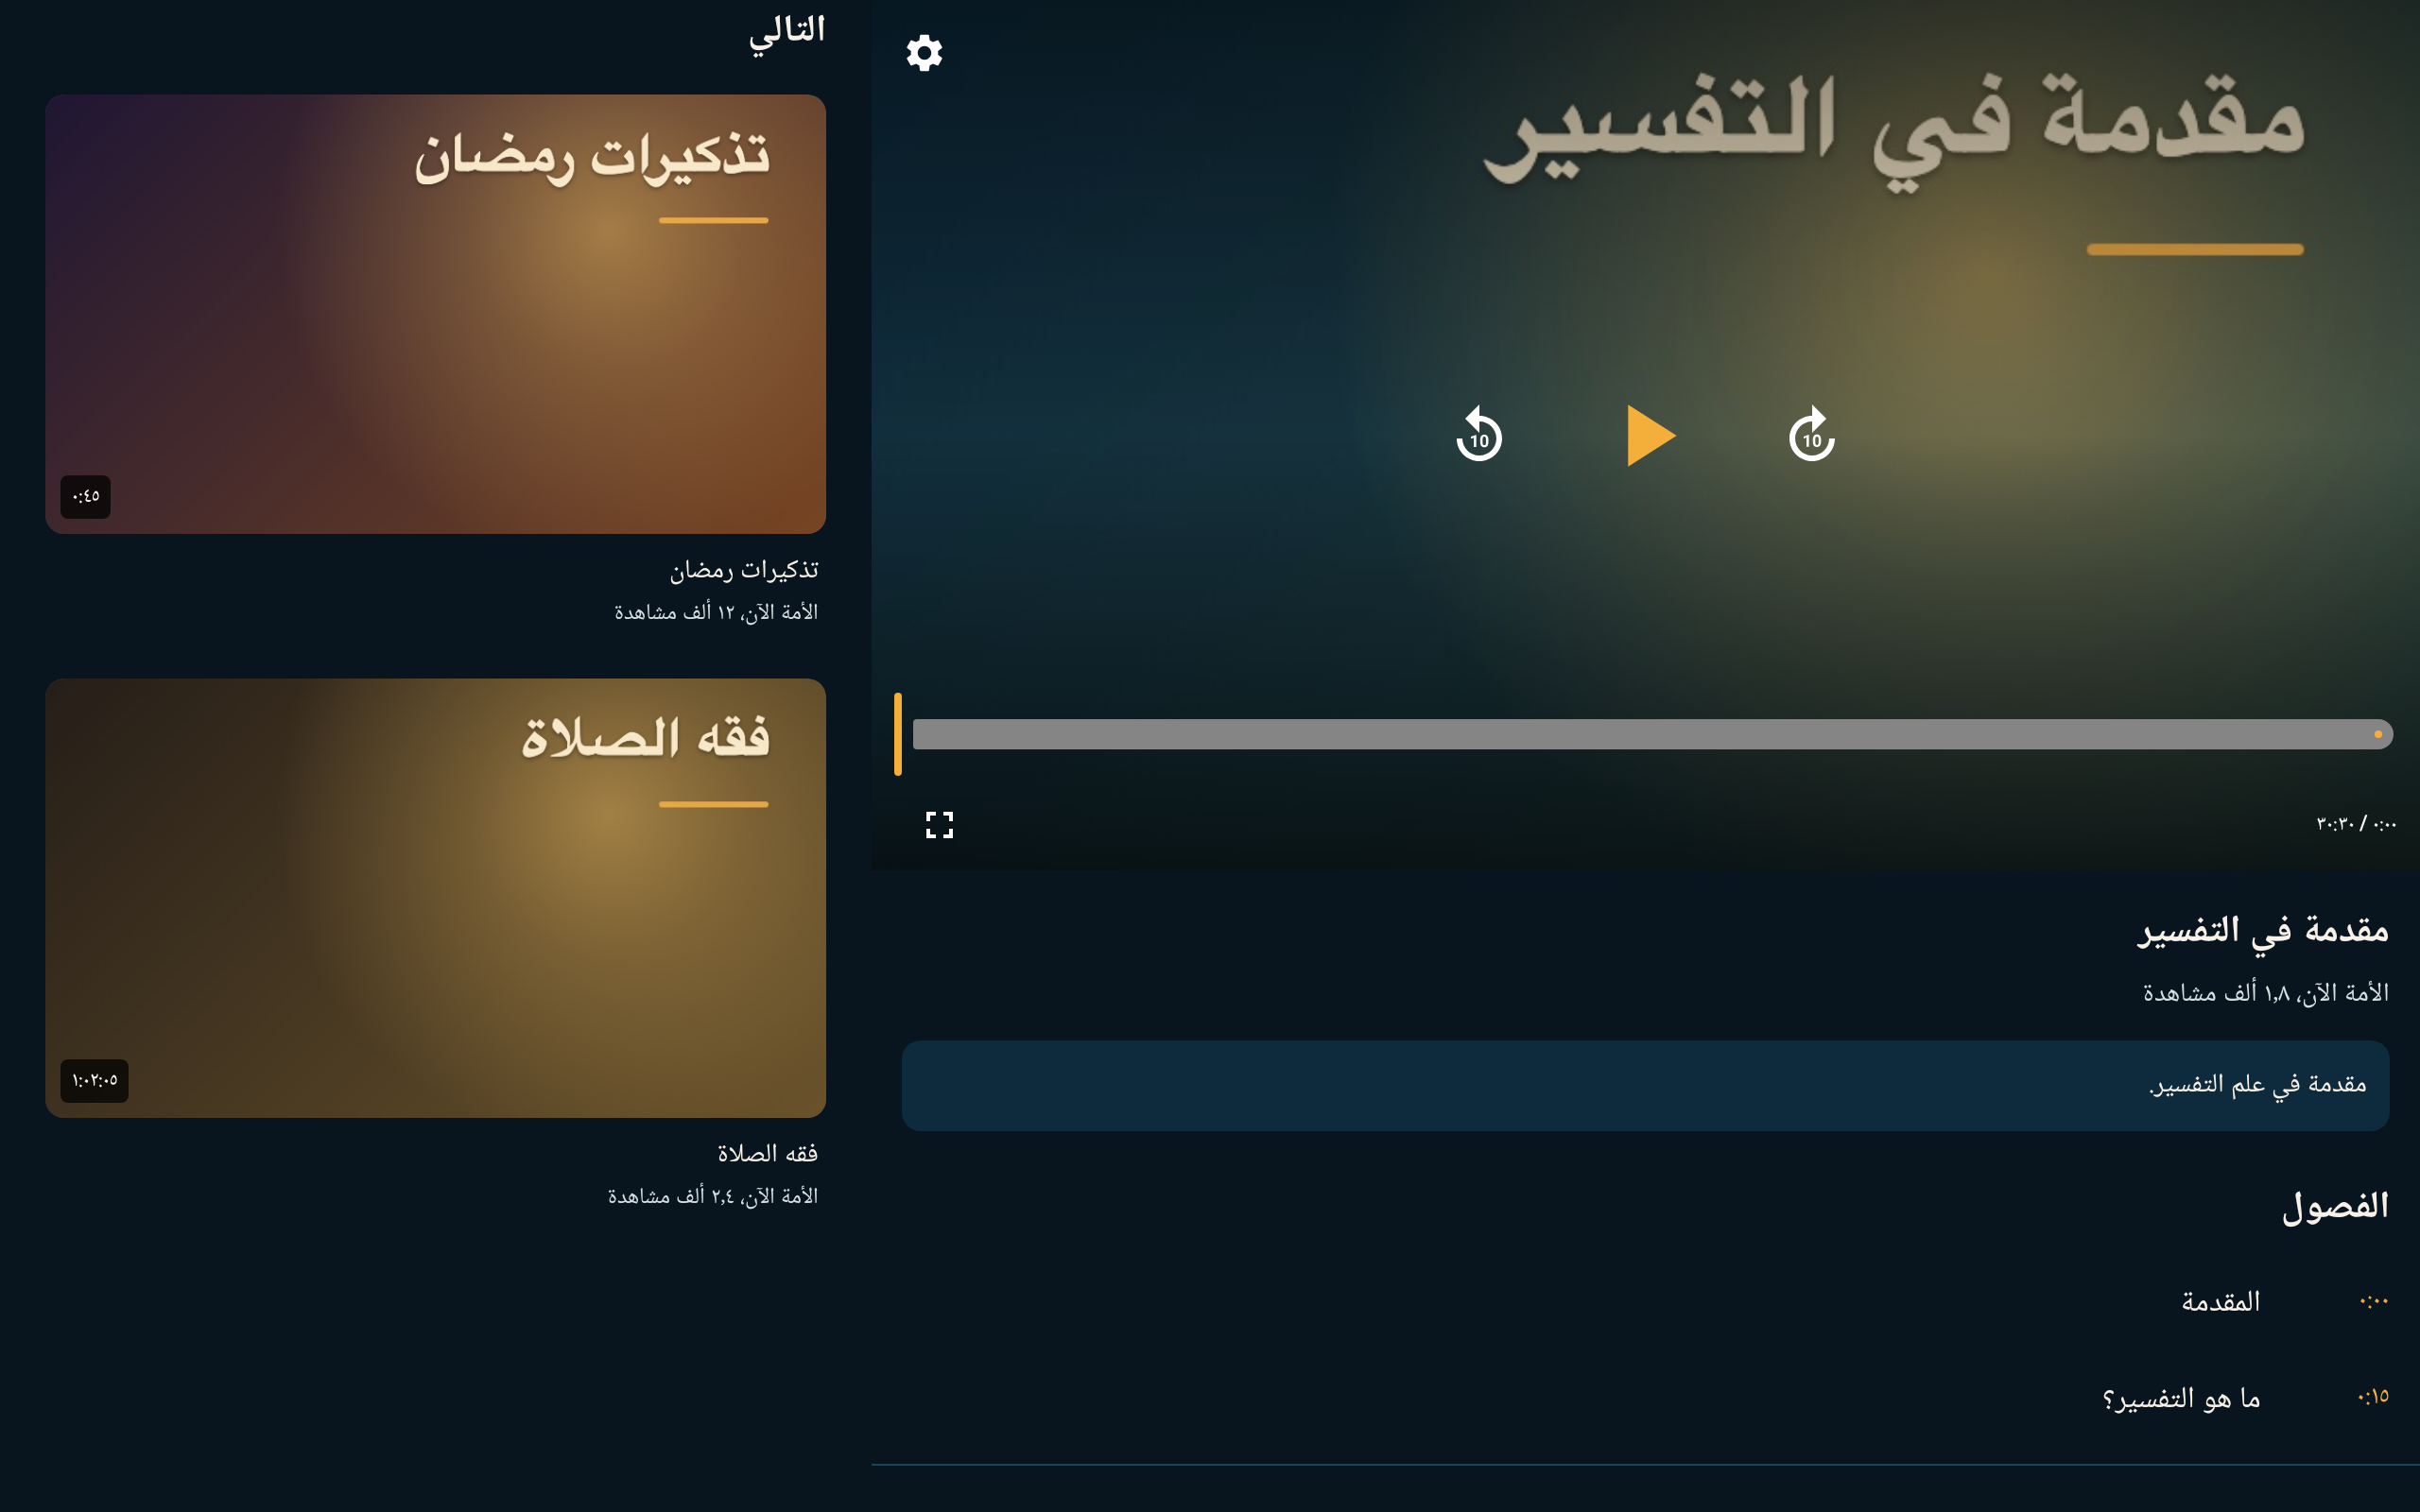 مقدمة في التفسير
10
10
٠:٠٠ / ٣٠:٣٠
مقدمة في التفسير
الأمة الآن، ١٫٨ ألف مشاهدة
مقدمة في علم التفسير.
الفصول
٠:٠٠ المقدمة
٠:١٥ ما هو التفسير؟
التالي
تذكيرات رمضان
٠:٤٥
تذكيرات رمضان
الأمة الآن، ١٢ ألف مشاهدة
فقه الصلاة
١:٠٢:٠٥
فقه الصلاة
الأمة الآن، ٢٫٤ ألف مشاهدة